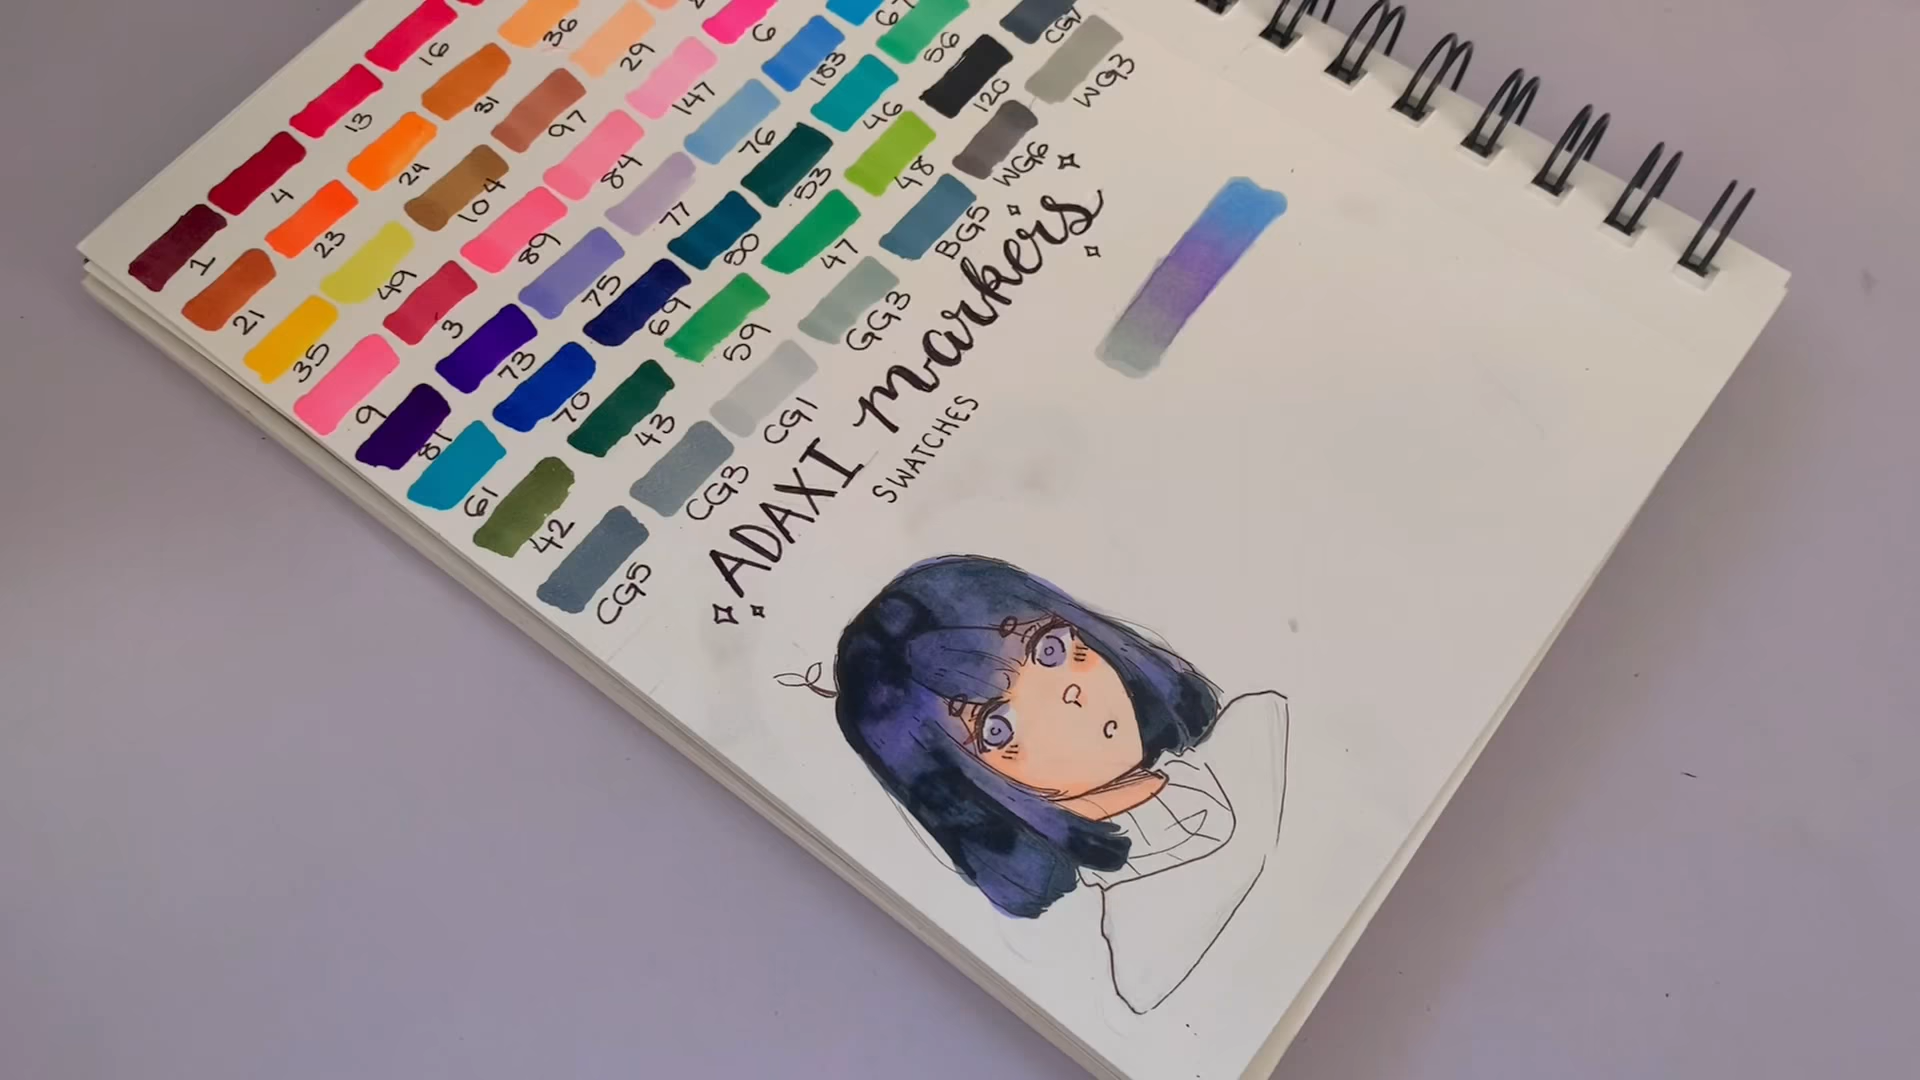 1 4 13 16
21 23 24 31 36
35 49 104 97 29
9 3 89 84 147 6
81 73 75 77 76 183 67
61 70 69 50 53 46 56
42 43 59 47 48 120 CG7
CG5 CG3 CG1 GG3 BG5 WG6 WG3
ADAXI markers
SWATCHES